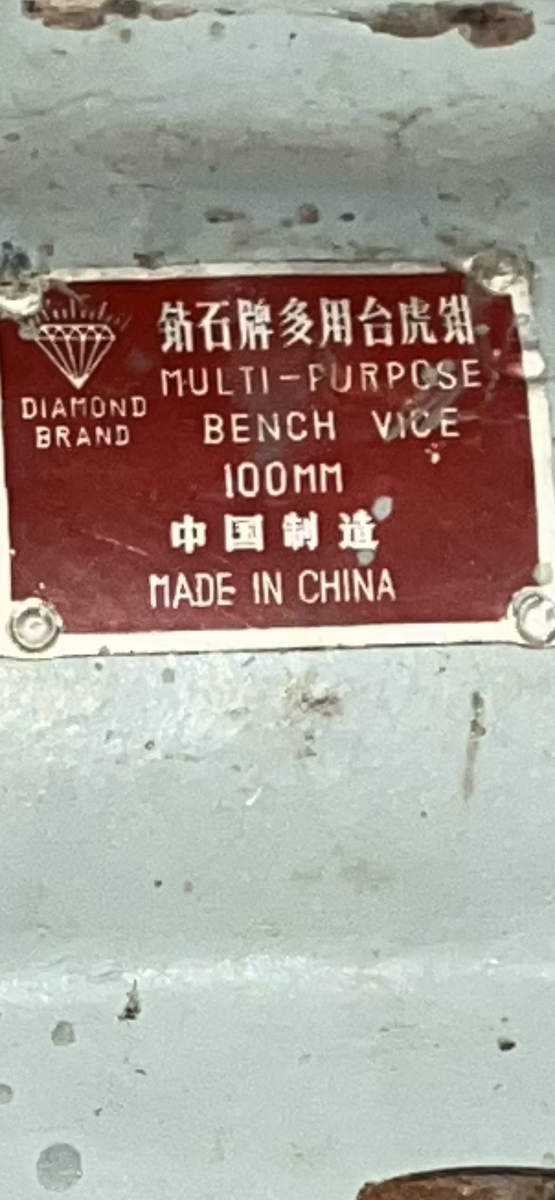 钻石牌多用台虎钳
MULTI-PURPOSE
DIAMOND
BRAND
BENCH VICE
100MM
中国制造
MADE IN CHINA